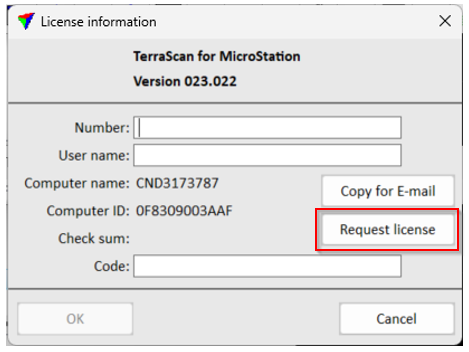 License information
TerraScan for MicroStation
Version 023.022
Number:
User name:
Computer name: CND3173787
Copy for E-mail
Computer ID: 0F8309003AAF
Request license
Check sum:
Code:
OK
Cancel